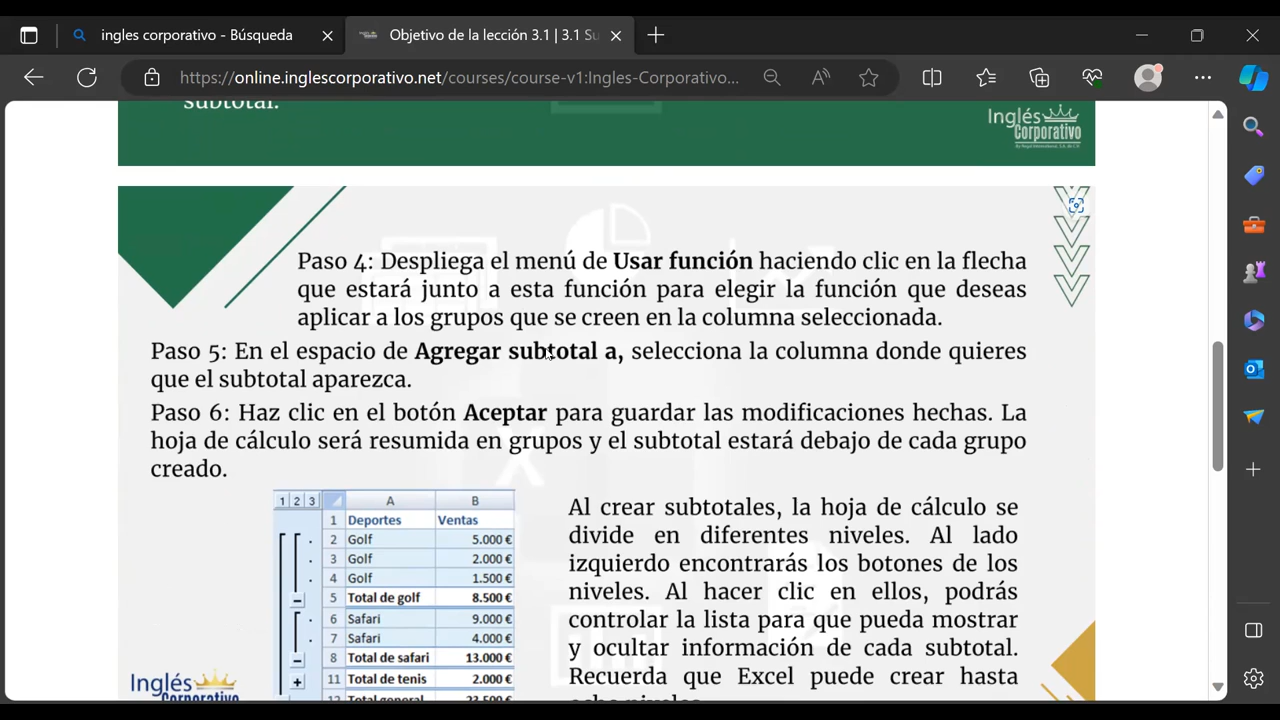 ingles corporativo - Búsqueda
Objetivo de la lección 3.1 | 3.1 Su
https://online.inglescorporativo.net/courses/course-v1:Ingles-Corporativo...
subtotal.
Inglés
Corporativo
Paso 4: Despliega el menú de Usar función haciendo clic en la flecha
que estará junto a esta función para elegir la función que deseas
aplicar a los grupos que se creen en la columna seleccionada.
Paso 5: En el espacio de Agregar subtotal a, selecciona la columna donde quieres
que el subtotal aparezca.
Paso 6: Haz clic en el botón Aceptar para guardar las modificaciones hechas. La
hoja de cálculo será resumida en grupos y el subtotal estará debajo de cada grupo
creado.
1 2 3 A B
1 Deportes Ventas
2 Golf 5.000 €
3 Golf 2.000 €
4 Golf 1.500 €
5 Total de golf 8.500 €
6 Safari 9.000 €
7 Safari 4.000 €
8 Total de safari 13.000 €
11 Total de tenis 2.000 €
12 Total general 23.500 €
Al crear subtotales, la hoja de cálculo se
divide en diferentes niveles. Al lado
izquierdo encontrarás los botones de los
niveles. Al hacer clic en ellos, podrás
controlar la lista para que pueda mostrar
y ocultar información de cada subtotal.
Recuerda que Excel puede crear hasta
ocho niveles.
Inglés
Corporativo